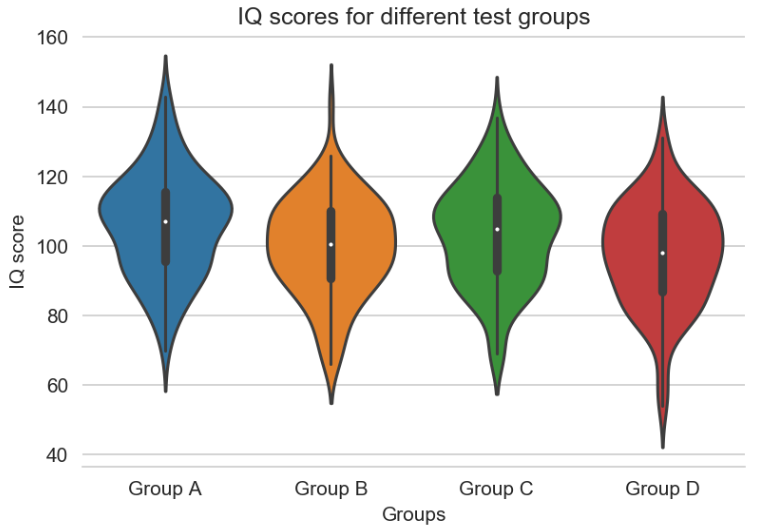 IQ scores for different test groups
160
140
120
100
80
60
40
IQ score
Group A
Group B
Group C
Group D
Groups